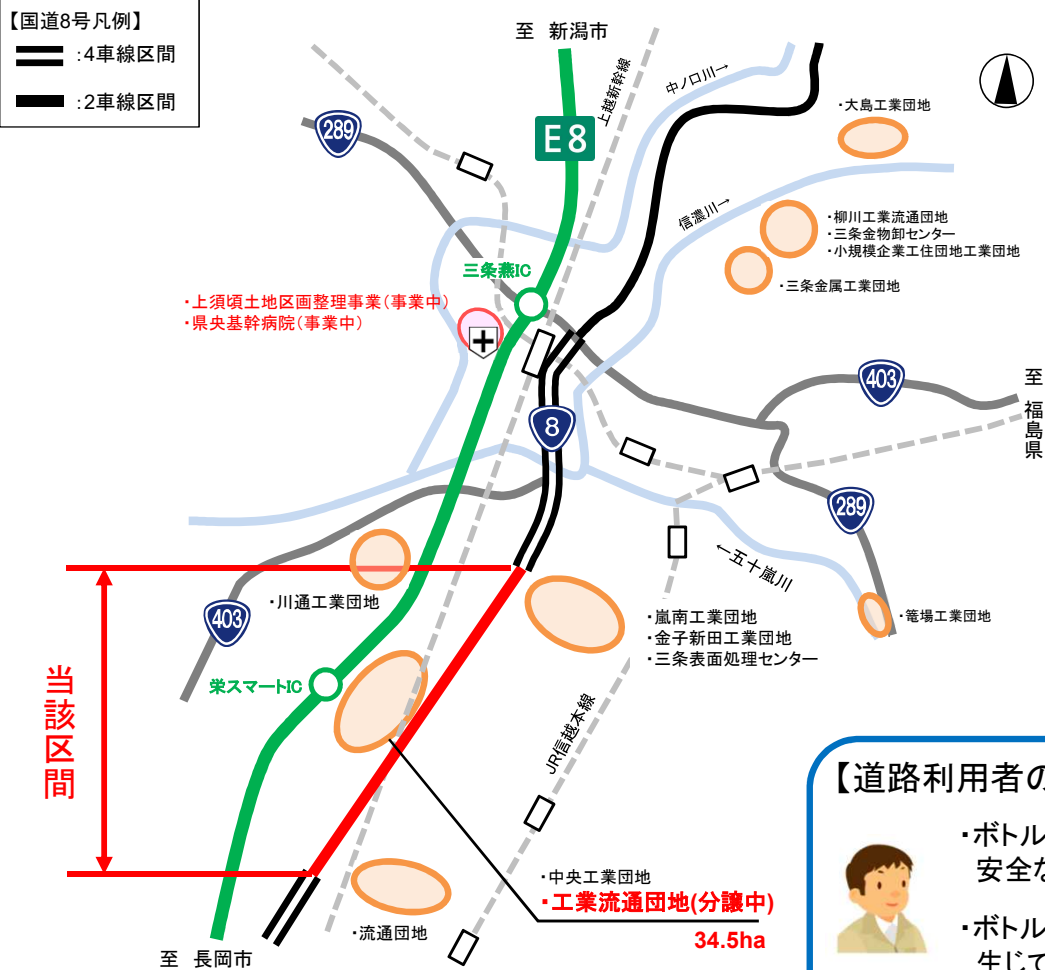 【国道8号凡例】
:4車線区間
:2車線区間
至 新潟市
上越新幹線
中ノ口川→
・大島工業団地
289
E8
信濃川→
・柳川工業流通団地
・三条金物卸センター
・小規模企業工住団地工業団地
・三条金属工業団地
三条燕IC
・上須頃土地区画整理事業(事業中)
・県央基幹病院(事業中)
403
至 福島県
8
289
←五十嵐川
・川通工業団地
403
・嵐南工業団地
・金子新田工業団地
・三条表面処理センター
・篭場工業団地
当該区間
栄スマートIC
JR信越本線
【道路利用者の
・ボトル
安全な
・ボトル
生じて
・中央工業団地
・工業流通団地(分譲中)
34.5ha
・流通団地
至 長岡市